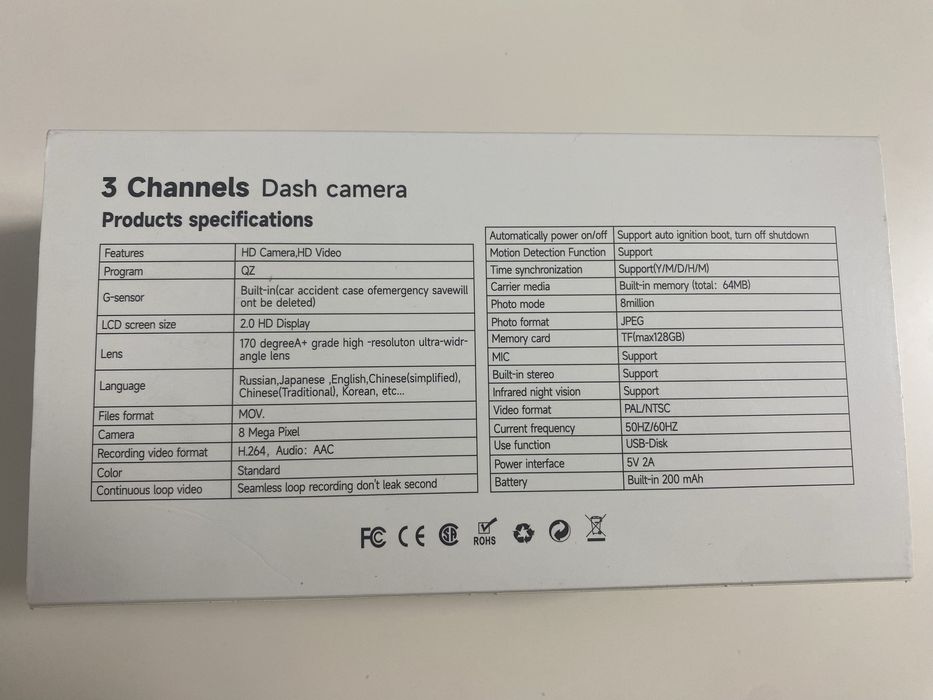 3 Channels Dash camera
Products specifications
Features HD Camera,HD Video
Program QZ
G-sensor Built-in(car accident case ofemergency savewill
ont be deleted)
LCD screen size 2.0 HD Display
Lens 170 degreeA+ grade high -resoluton ultra-widr-
angle lens
Language Russian,Japanese ,English,Chinese(simplified),
Chinese(Traditional), Korean, etc...
Files format MOV.
Camera 8 Mega Pixel
Recording video format H.264, Audio: AAC
Color Standard
Continuous loop video Seamless loop recording don't leak second
Automatically power on/off Support auto ignition boot, turn off shutdown
Motion Detection Function Support
Time synchronization Support(Y/M/D/H/M)
Carrier media Built-in memory (total: 64MB)
Photo mode 8million
Photo format JPEG
Memory card TF(max128GB)
MIC Support
Built-in stereo Support
Infrared night vision Support
Video format PAL/NTSC
Current frequency 50HZ/60HZ
Use function USB-Disk
Power interface 5V 2A
Battery Built-in 200 mAh
FC CE SR ROHS